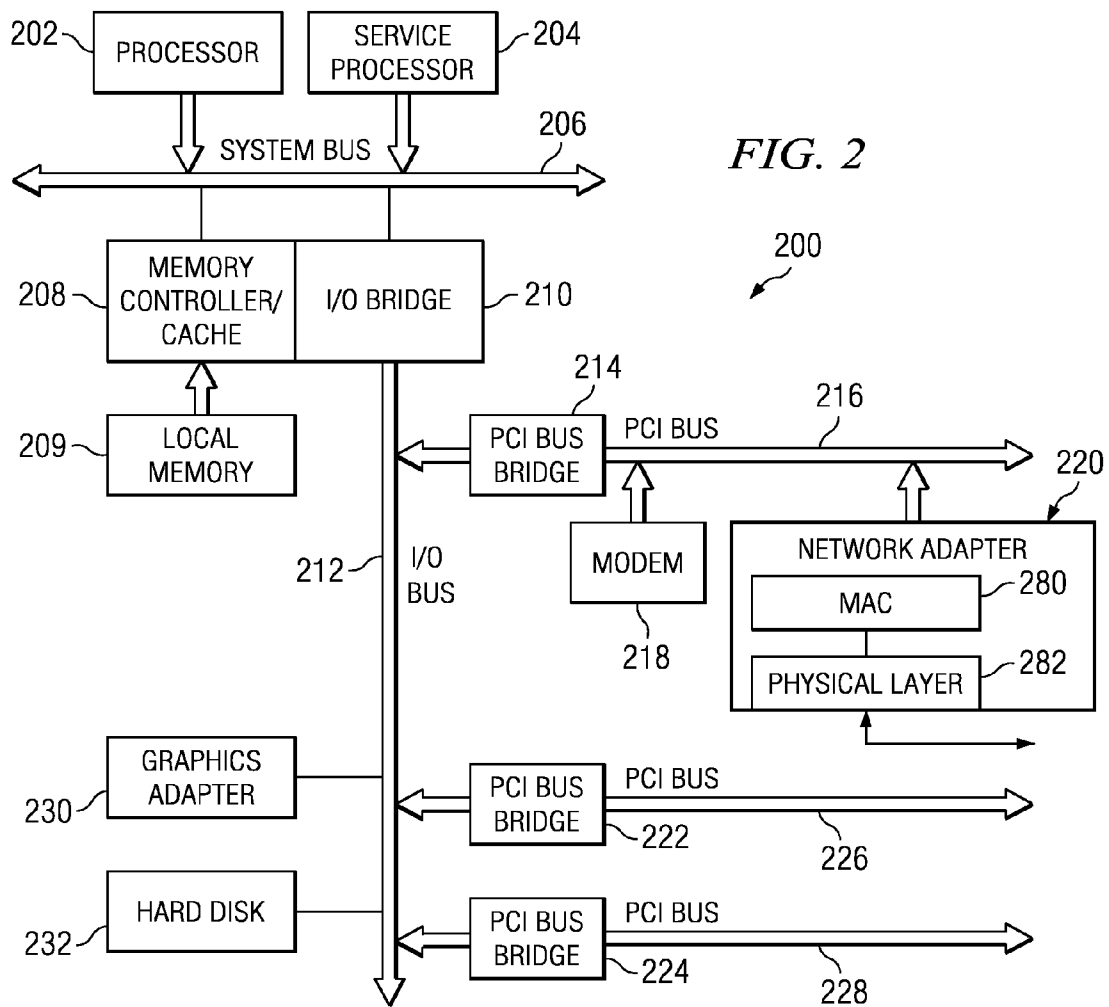 202
PROCESSOR
SERVICE
PROCESSOR
204
SYSTEM BUS
206
FIG. 2
200
208
MEMORY
CONTROLLER/
CACHE
I/O BRIDGE
210
209
LOCAL
MEMORY
214
PCI BUS
BRIDGE
PCI BUS
216
212
I/O
BUS
MODEM
218
220
NETWORK ADAPTER
MAC
280
PHYSICAL LAYER
282
GRAPHICS
ADAPTER
230
PCI BUS
BRIDGE
222
PCI BUS
226
HARD DISK
232
PCI BUS
BRIDGE
224
PCI BUS
228